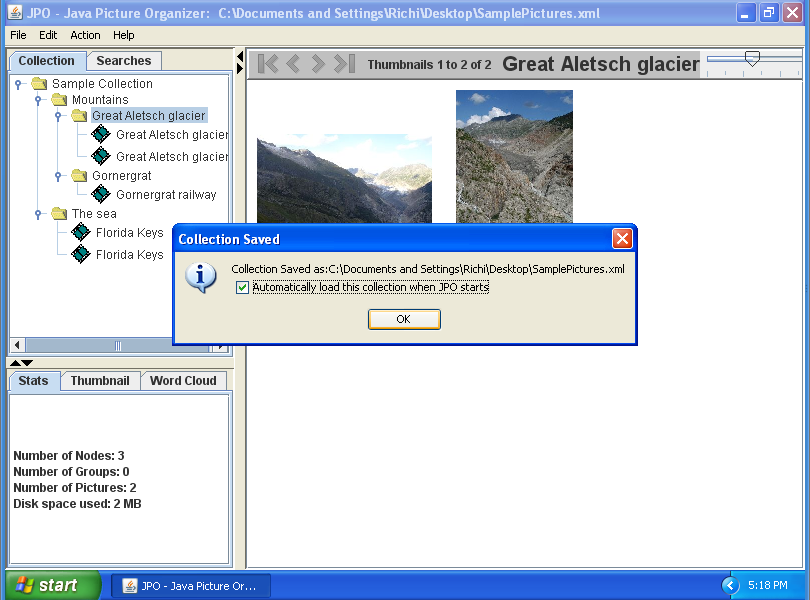 JPO - Java Picture Organizer:  C:\Documents and Settings\Richi\Desktop\SamplePictures.xml
File Edit Action Help
Collection Searches
Thumbnails 1 to 2 of 2 Great Aletsch glacier
Sample Collection
Mountains
Great Aletsch glacier
Great Aletsch glacier
Great Aletsch glacier
Gornergrat
Gornergrat railway
The sea
Florida Keys
Florida Keys
Collection Saved
Collection Saved as:C:\Documents and Settings\Richi\Desktop\SamplePictures.xml
Automatically load this collection when JPO starts
OK
Stats Thumbnail Word Cloud
Number of Nodes: 3
Number of Groups: 0
Number of Pictures: 2
Disk space used: 2 MB
start JPO - Java Picture Or... 5:18 PM